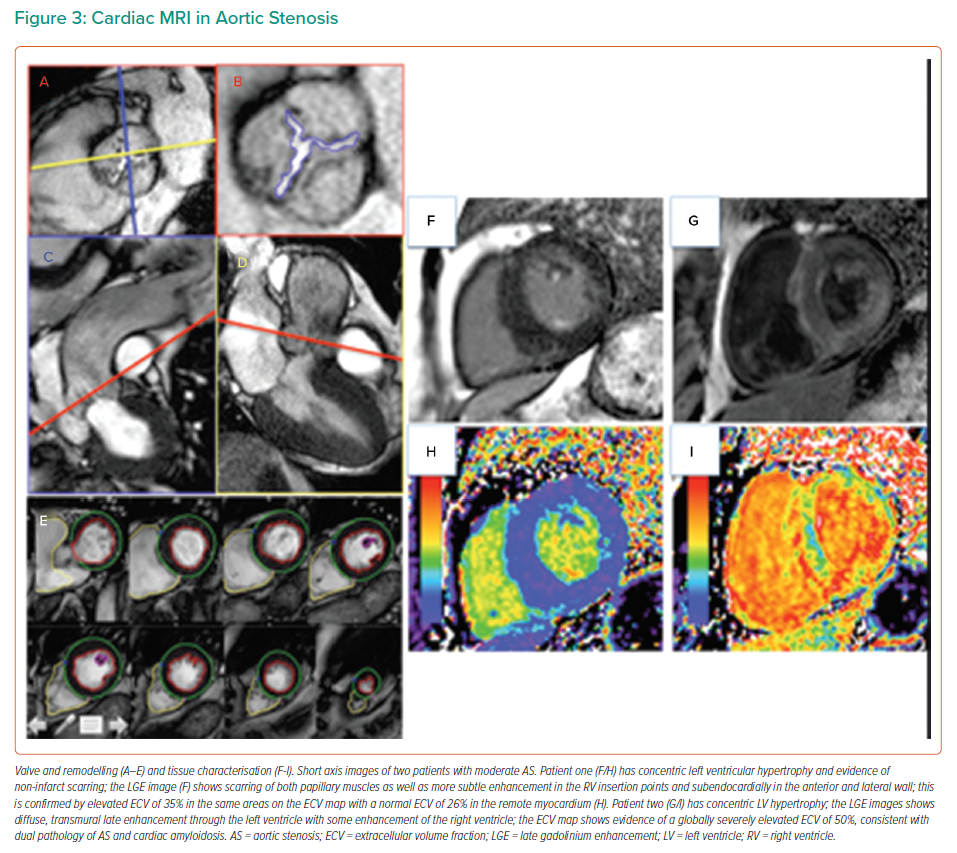 Figure 3: Cardiac MRI in Aortic Stenosis
A
B
C
D
E
F
G
H
I
Valve and remodelling (A–E) and tissue characterisation (F-I). Short axis images of two patients with moderate AS. Patient one (F/H) has concentric left ventricular hypertrophy and evidence of
non-infarct scarring; the LGE image (F) shows scarring of both papillary muscles as well as more subtle enhancement in the RV insertion points and subendocardially in the anterior and lateral wall; this
is confirmed by elevated ECV of 35% in the same areas on the ECV map with a normal ECV of 26% in the remote myocardium (H). Patient two (G/I) has concentric LV hypertrophy; the LGE images shows
diffuse, transmural late enhancement through the left ventricle with some enhancement of the right ventricle; the ECV map shows evidence of a globally severely elevated ECV of 50%, consistent with
dual pathology of AS and cardiac amyloidosis. AS = aortic stenosis; ECV = extracellular volume fraction; LGE = late gadolinium enhancement; LV = left ventricle; RV = right ventricle.